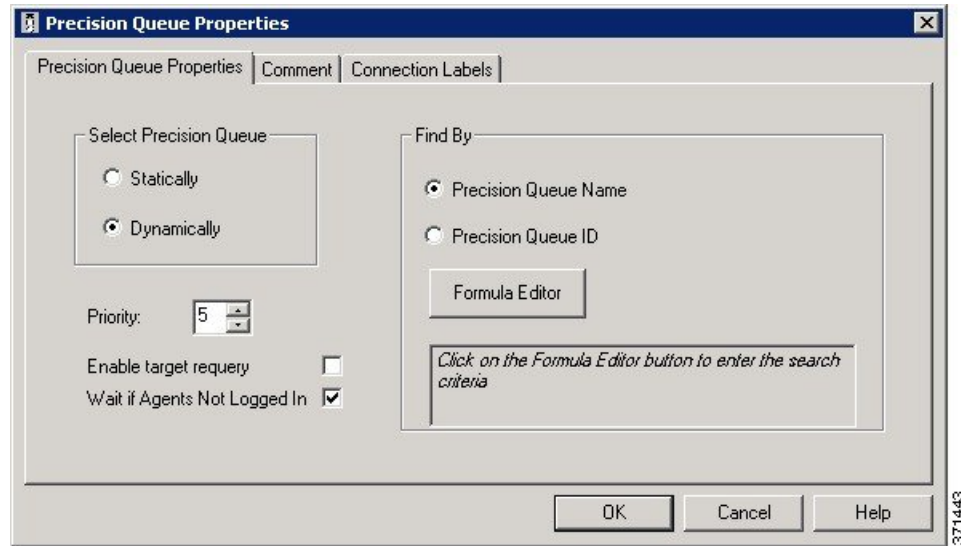 Precision Queue Properties
Precision Queue Properties
Comment
Connection Labels
Select Precision Queue
Statically
Dynamically
Priority:
5
Enable target requery
Wait if Agents Not Logged In
Find By
Precision Queue Name
Precision Queue ID
Formula Editor
Click on the Formula Editor button to enter the search
criteria
OK
Cancel
Help
371443